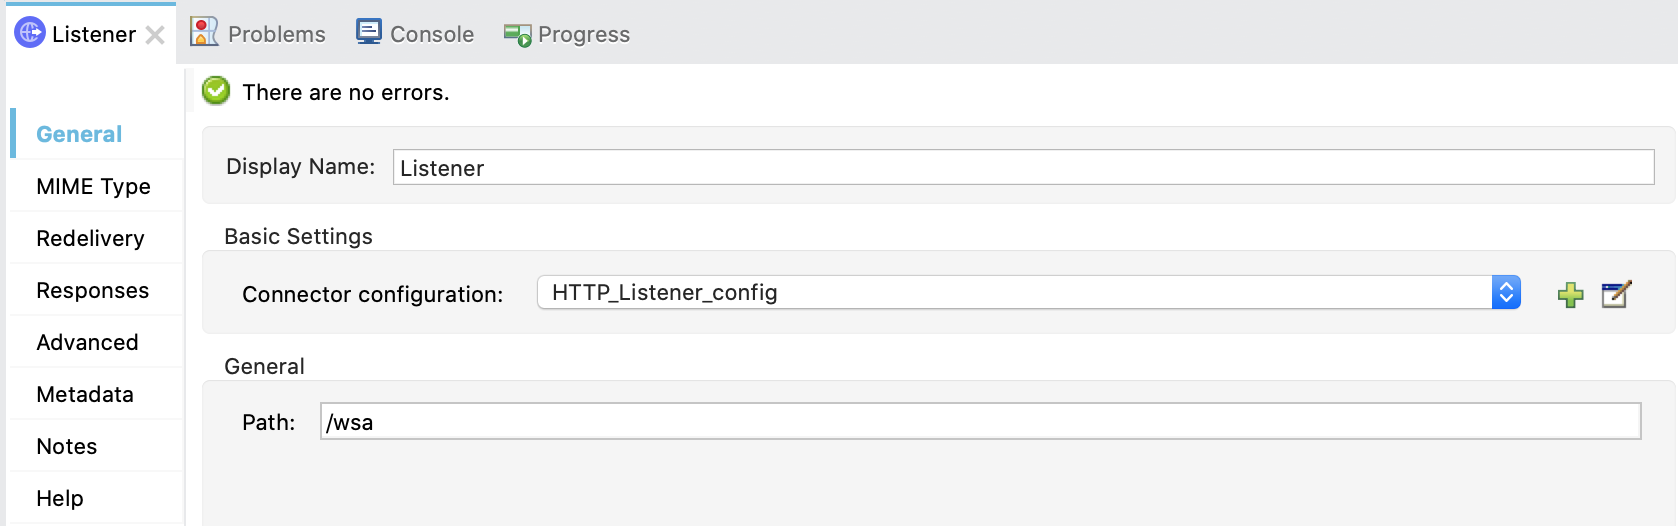 Listener Problems Console Progress
There are no errors.
General
MIME Type
Redelivery
Responses
Advanced
Metadata
Notes
Help
Display Name: Listener
Basic Settings
Connector configuration: HTTP_Listener_config
General
Path: /wsa